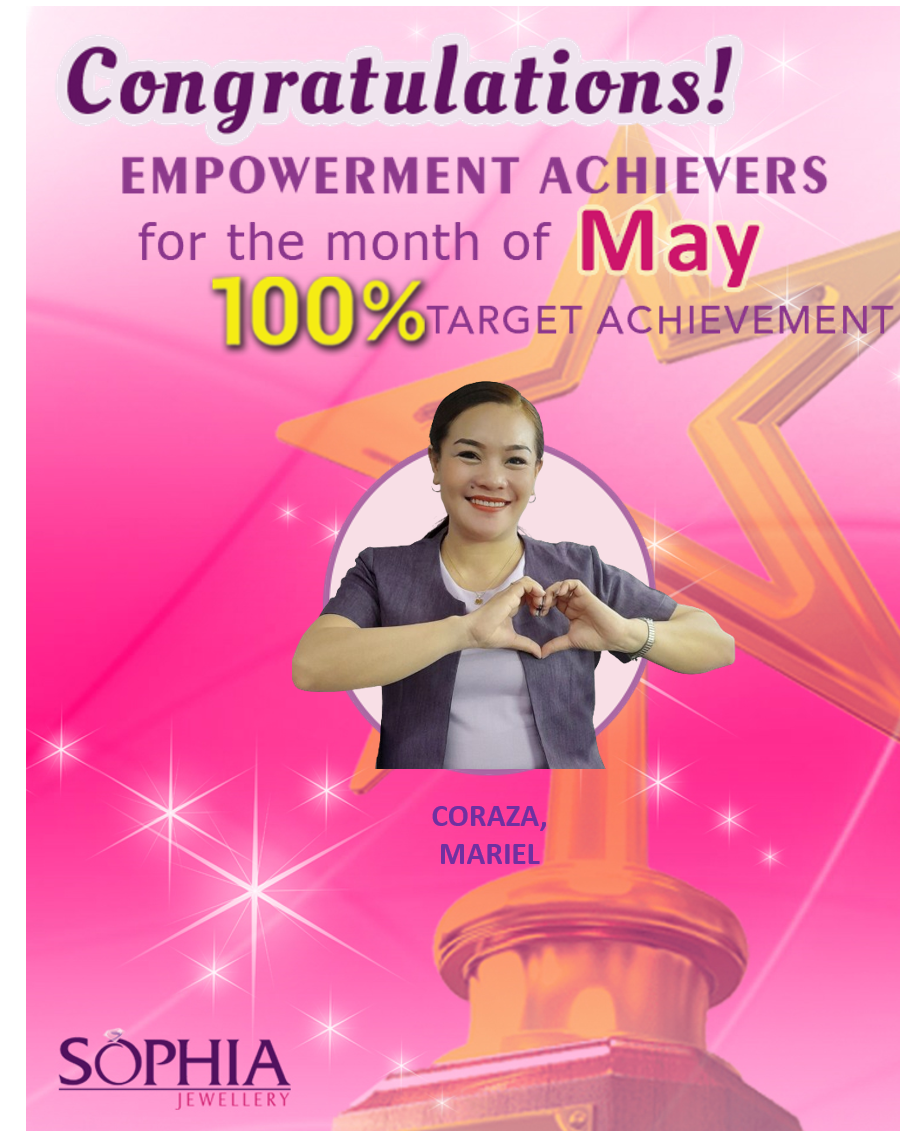 Congratulations!
EMPOWERMENT ACHIEVERS
for the month of May
100% TARGET ACHIEVEMENT
CORAZA,
MARIEL
SOPHIA
JEWELLERY